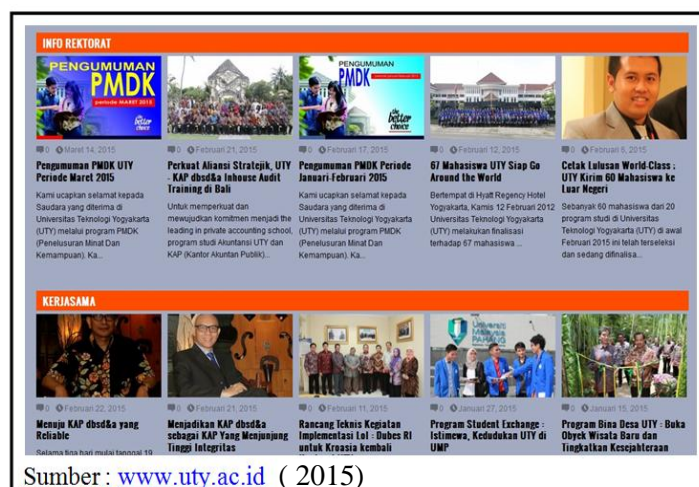 INFO REKTORAT
PENGUMUMAN
PMDK
periode MARET 2015
the
better
choice
PENGUMUMAN
PMDK
the
better
choice
0 Maret 14, 2015
Pengumuman PMDK UTY
Periode Maret 2015
Kami ucapkan selamat kepada
Saudara yang diterima di
Universitas Teknologi Yogyakarta
(UTY) melalui program PMDK
(Penelusuran Minat Dan
Kemampuan). Ka...
0 Februari 21, 2015
Perkuat Aliansi Stratejik, UTY
- KAP dbsd&a Inhouse Audit
Training di Bali
Untuk memperkuat dan
mewujudkan komitmen menjadi the
leading in private accounting school,
program studi Akuntansi UTY dan
KAP (Kantor Akuntan Publik)...
0 Februari 17, 2015
Pengumuman PMDK Periode
Januari-Februari 2015
Kami ucapkan selamat kepada
Saudara yang diterima di
Universitas Teknologi Yogyakarta
(UTY) melalui program PMDK
(Penelusuran Minat Dan
Kemampuan). Ka...
0 Februari 12, 2015
67 Mahasiswa UTY Siap Go
Around the World
Bertempat di Hyatt Regency Hotel
Yogyakarta, Kamis 12 Februari 2012
Universitas Teknologi Yogyakarta
(UTY) melakukan finalisasi
terhadap 67 mahasiswa ...
0 Februari 6, 2015
Cetak Lulusan World-Class ;
UTY Kirim 60 Mahasiswa ke
Luar Negeri
Sebanyak 60 mahasiswa dari 20
program studi di Universitas
Teknologi Yogyakarta (UTY) di awal
Februari 2015 ini telah terseleksi
dan sedang difinalisa...
KERJASAMA
Universiti
Malaysia
PAHANG
0 Februari 22, 2015
Menuju KAP dbsd&a yang
Reliable
Selama tiga hari mulai tanggal 19
0 Februari 21, 2015
Menjadikan KAP dbsd&a
sebagai KAP Yang Menjunjung
Tinggi Integritas
0 Februari 11, 2015
Rancang Teknis Kegiatan
Implementasi LoI : Dubes RI
untuk Kroasia kembali
0 Januari 27, 2015
Program Student Exchange :
Istimewa, Kedudukan UTY di
UMP
0 Januari 15, 2015
Program Bina Desa UTY : Buka
Obyek Wisata Baru dan
Tingkatkan Kesejahteraan
Sumber : www.uty.ac.id ( 2015)